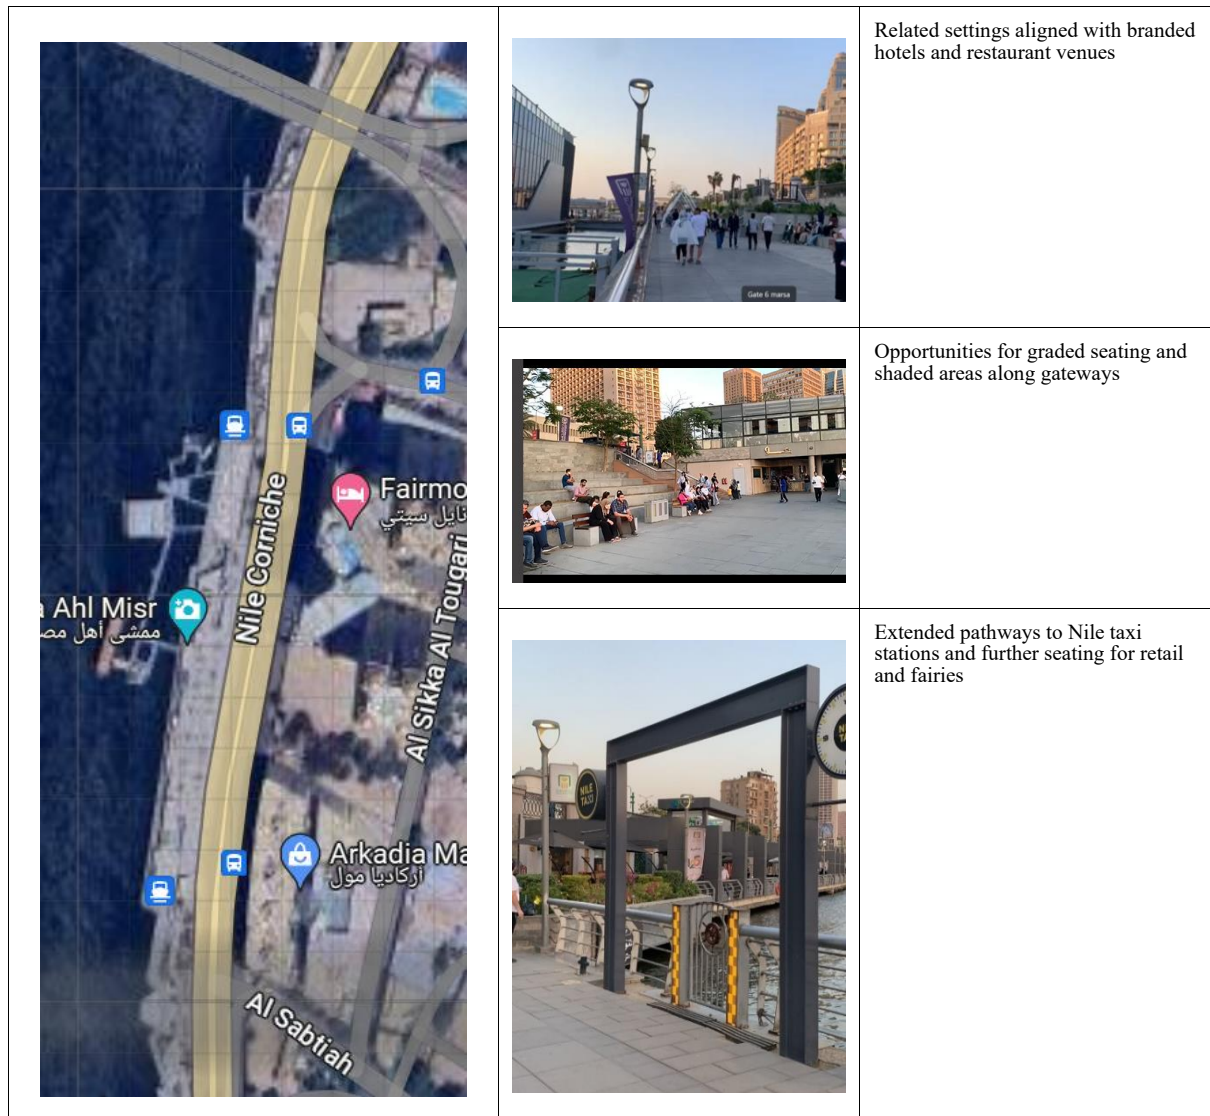 Fairmo
نايل سيتي
Nile Corniche
Al Sikka Al Tougari
Ahl Misr
ممشى أهل مص
Arkadia Ma
أركاديا مول
Al Sabtiah
Gate 6 marsa
Related settings aligned with branded
hotels and restaurant venues
Opportunities for graded seating and
shaded areas along gateways
NILE
TAXI
Extended pathways to Nile taxi
stations and further seating for retail
and fairies